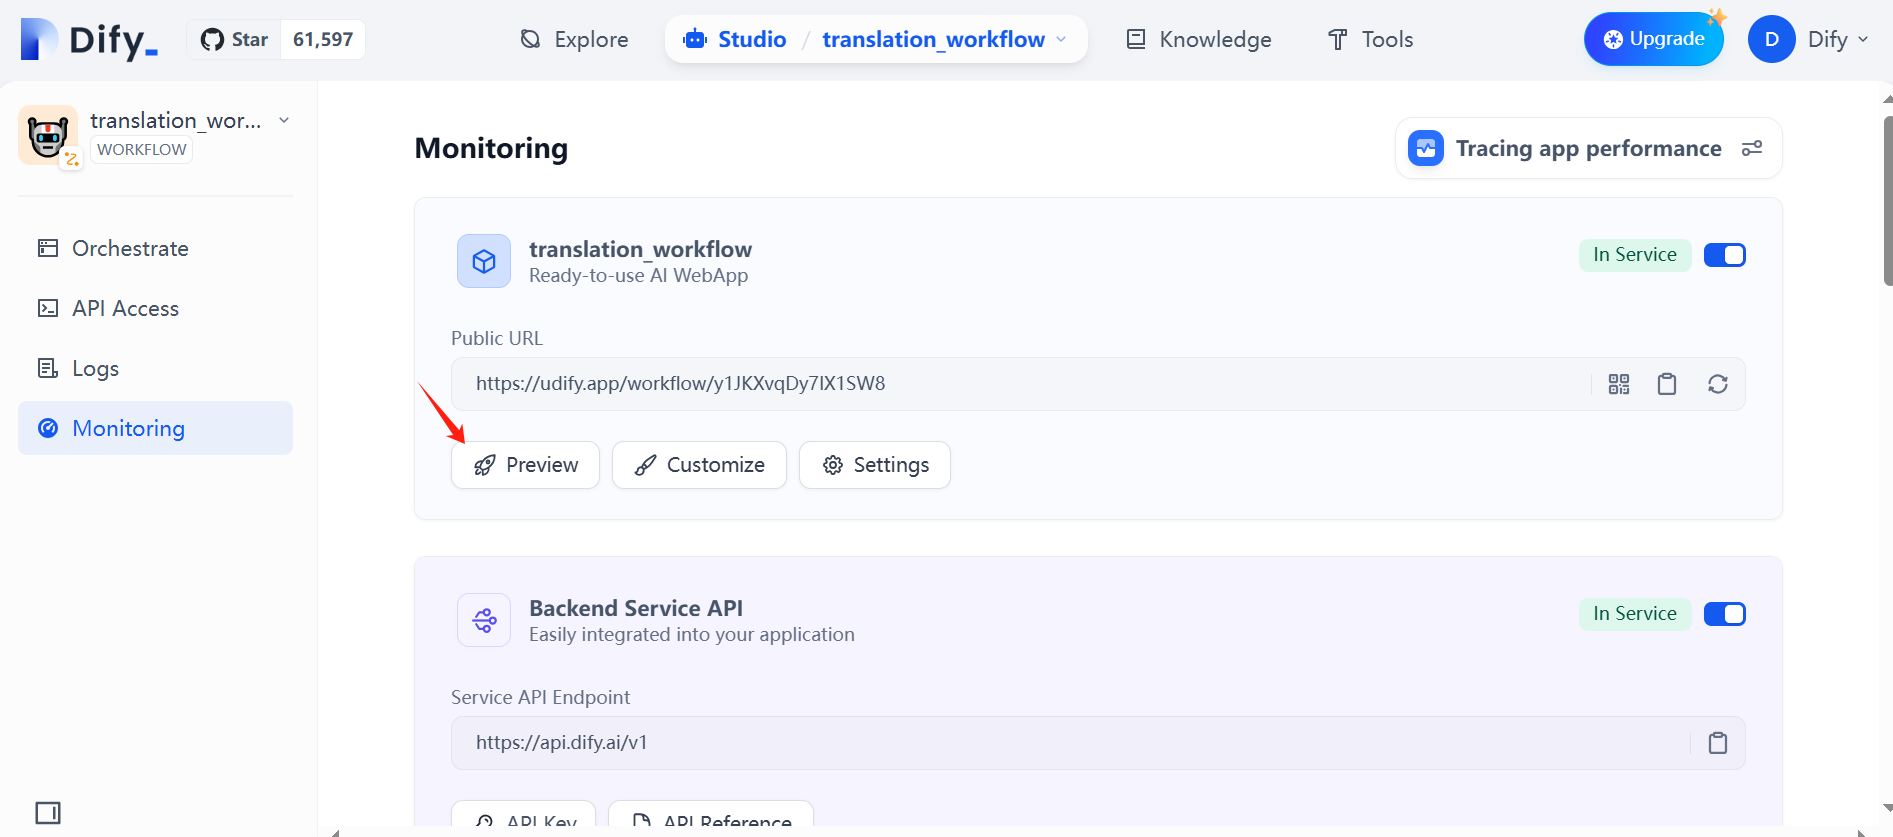 Dify_
Star 61,597
Explore
Studio / translation_workflow
Knowledge
Tools
Upgrade
D Dify
translation_wor...
WORKFLOW
Orchestrate
API Access
Logs
Monitoring
Monitoring
Tracing app performance
translation_workflow
Ready-to-use AI WebApp
In Service
Public URL
https://udify.app/workflow/y1JKXvqDy7IX1SW8
Preview
Customize
Settings
Backend Service API
Easily integrated into your application
In Service
Service API Endpoint
https://api.dify.ai/v1
API Key
API Reference